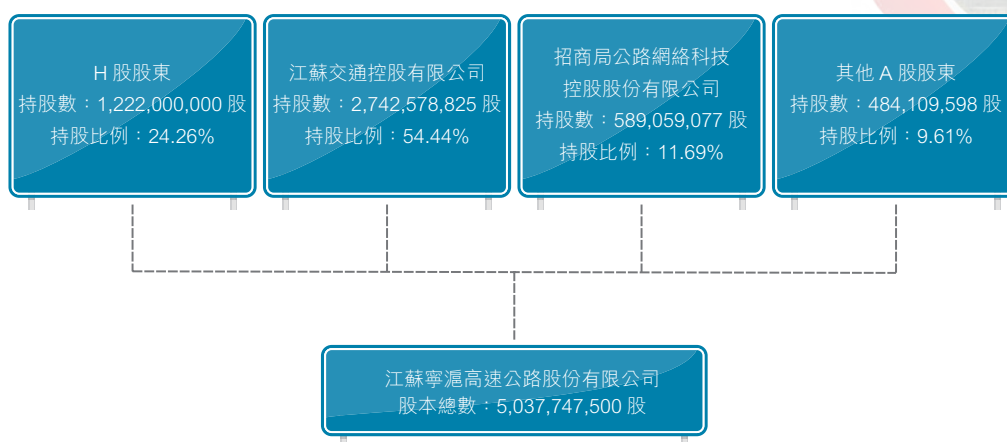 H 股股東
持股數：1,222,000,000 股
持股比例：24.26%
江蘇交通控股有限公司
持股數：2,742,578,825 股
持股比例：54.44%
招商局公路網絡科技
控股股份有限公司
持股數：589,059,077 股
持股比例：11.69%
其他 A 股股東
持股數：484,109,598 股
持股比例：9.61%
江蘇寧滬高速公路股份有限公司
股本總數：5,037,747,500 股